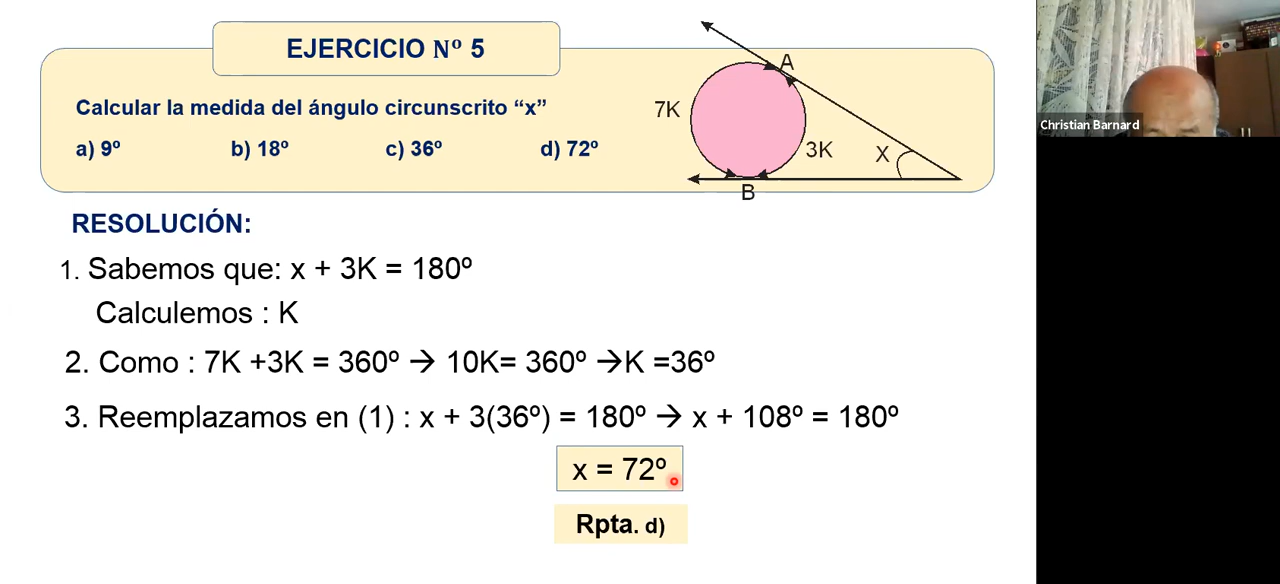 EJERCICIO Nº 5
Calcular la medida del ángulo circunscrito “x”
a) 9º b) 18º c) 36º d) 72º
A
7K
3K
X
B
Christian Barnard
RESOLUCIÓN:
1. Sabemos que: x + 3K = 180º
Calculemos : K
2. Como : 7K +3K = 360º → 10K= 360º →K =36º
3. Reemplazamos en (1) : x + 3(36º) = 180º → x + 108º = 180º
x = 72º
Rpta. d)